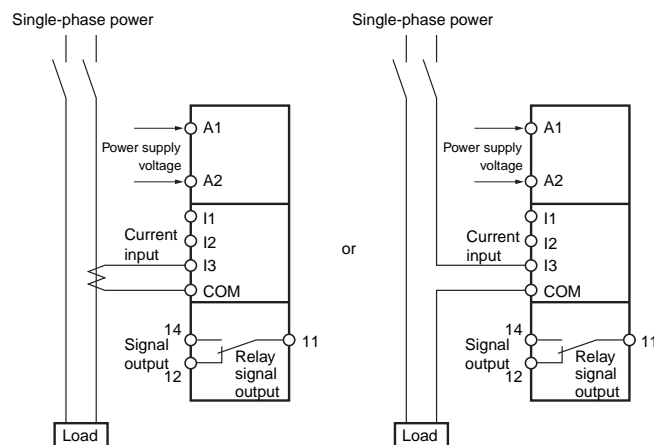 Single-phase power
A1
Power supply
voltage
A2
I1
I2
Current
input
I3
COM
14
Signal
output
12
Relay
signal
output
11
Load
or
Single-phase power
A1
Power supply
voltage
A2
I1
I2
Current
input
I3
COM
14
Signal
output
12
Relay
signal
output
11
Load